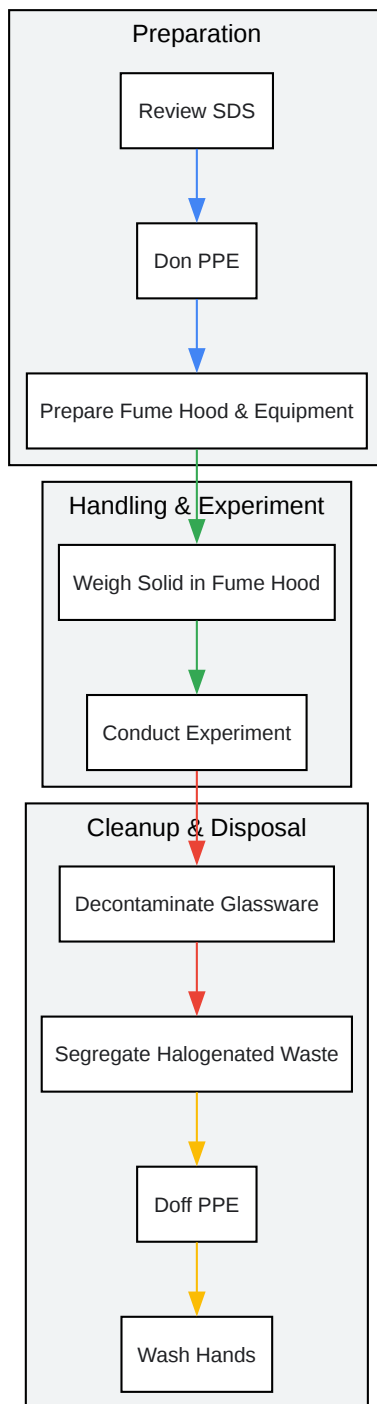 Preparation
Review SDS
Don PPE
Prepare Fume Hood & Equipment
Handling & Experiment
Weigh Solid in Fume Hood
Conduct Experiment
Cleanup & Disposal
Decontaminate Glassware
Segregate Halogenated Waste
Doff PPE
Wash Hands